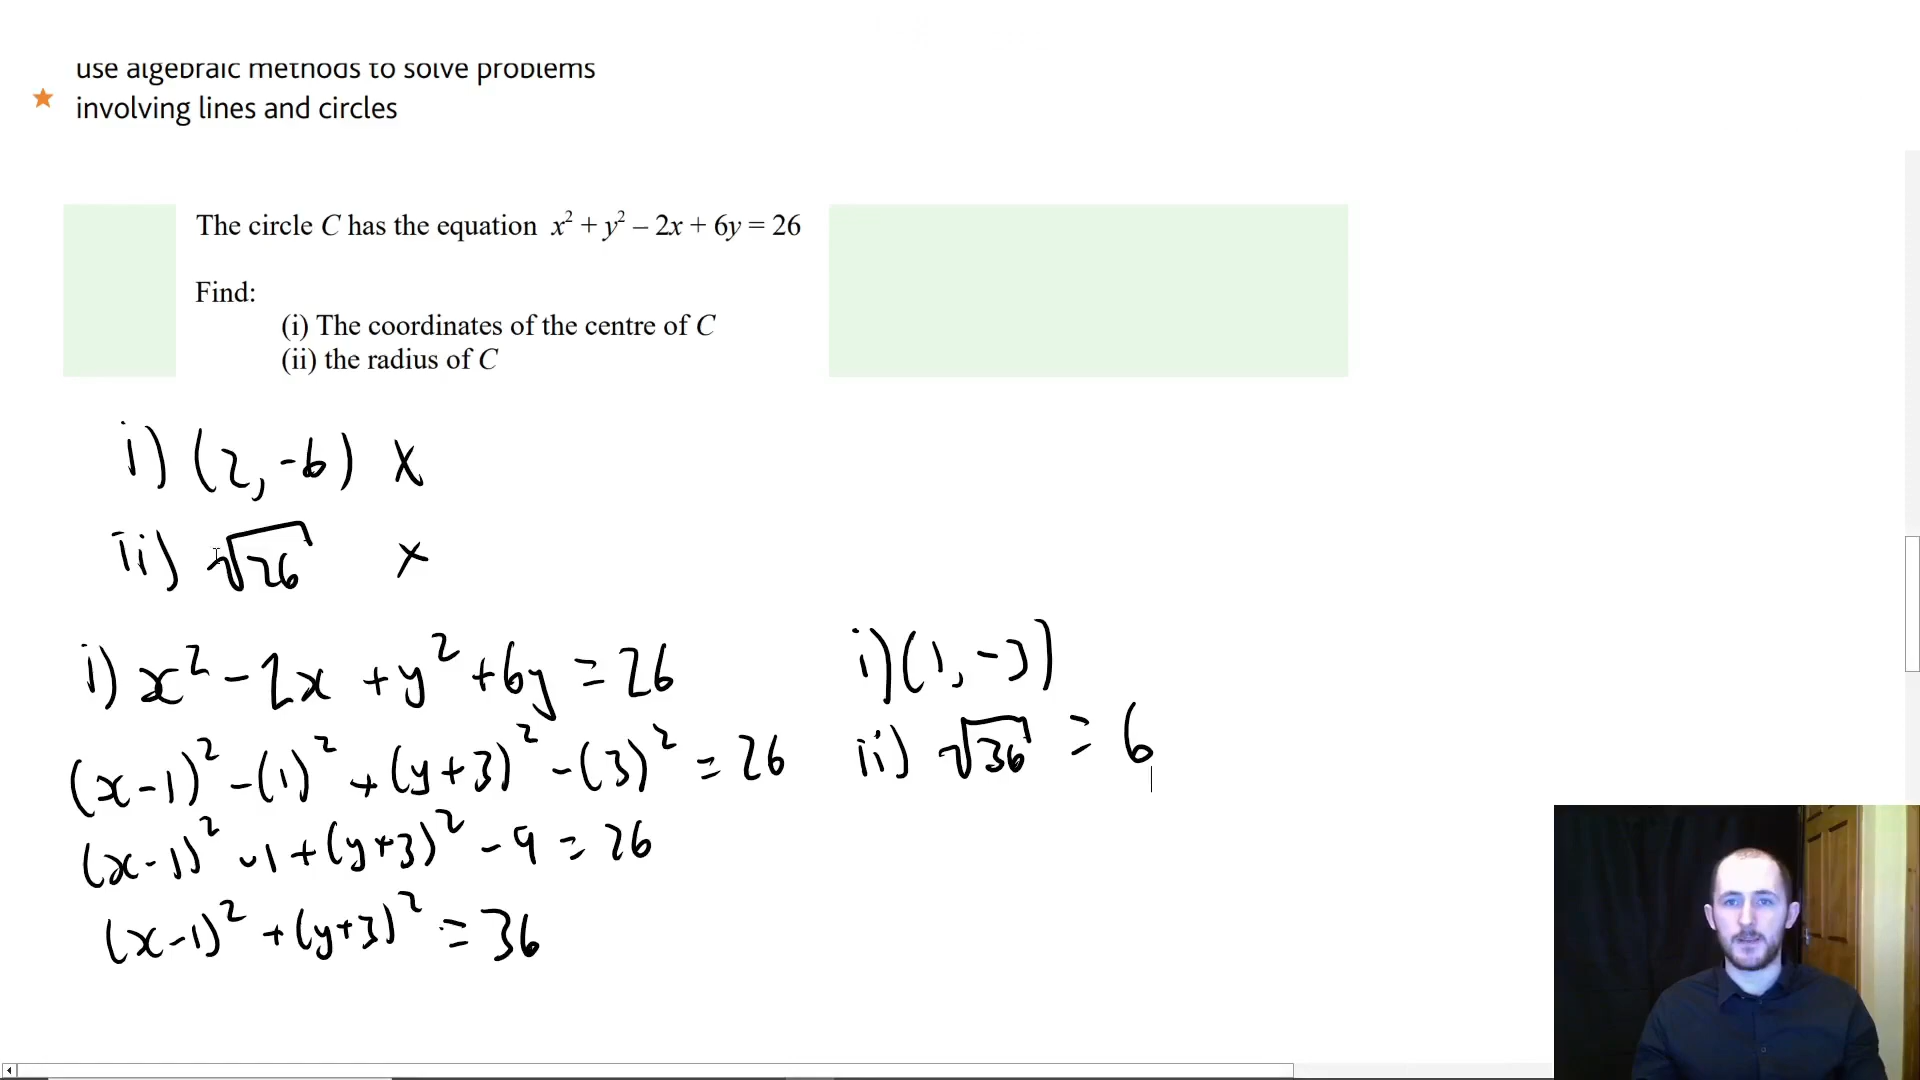 use algebraic methods to solve problems
involving lines and circles
The circle C has the equation x² + y² – 2x + 6y = 26
Find:
(i) The coordinates of the centre of C
(ii) the radius of C
i) (2, -6) X
ii) √26 X
i) x² - 2x + y² + 6y = 26
(x-1)² - (1)² + (y+3)² - (3)² = 26
(x-1)² - 1 + (y+3)² - 9 = 26
(x-1)² + (y+3)² = 36
i) (1, -3)
ii) √36 = 6